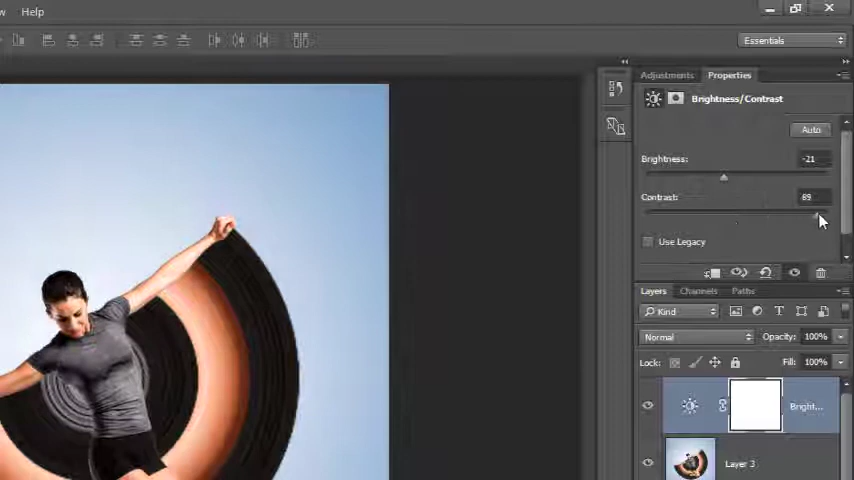 Help
Essentials
Adjustments Properties
Brightness/Contrast
Auto
Brightness: -21
Contrast: 89
Use Legacy
Layers Channels Paths
Kind
Normal Opacity: 100%
Lock: Fill: 100%
Bright...
Layer 3